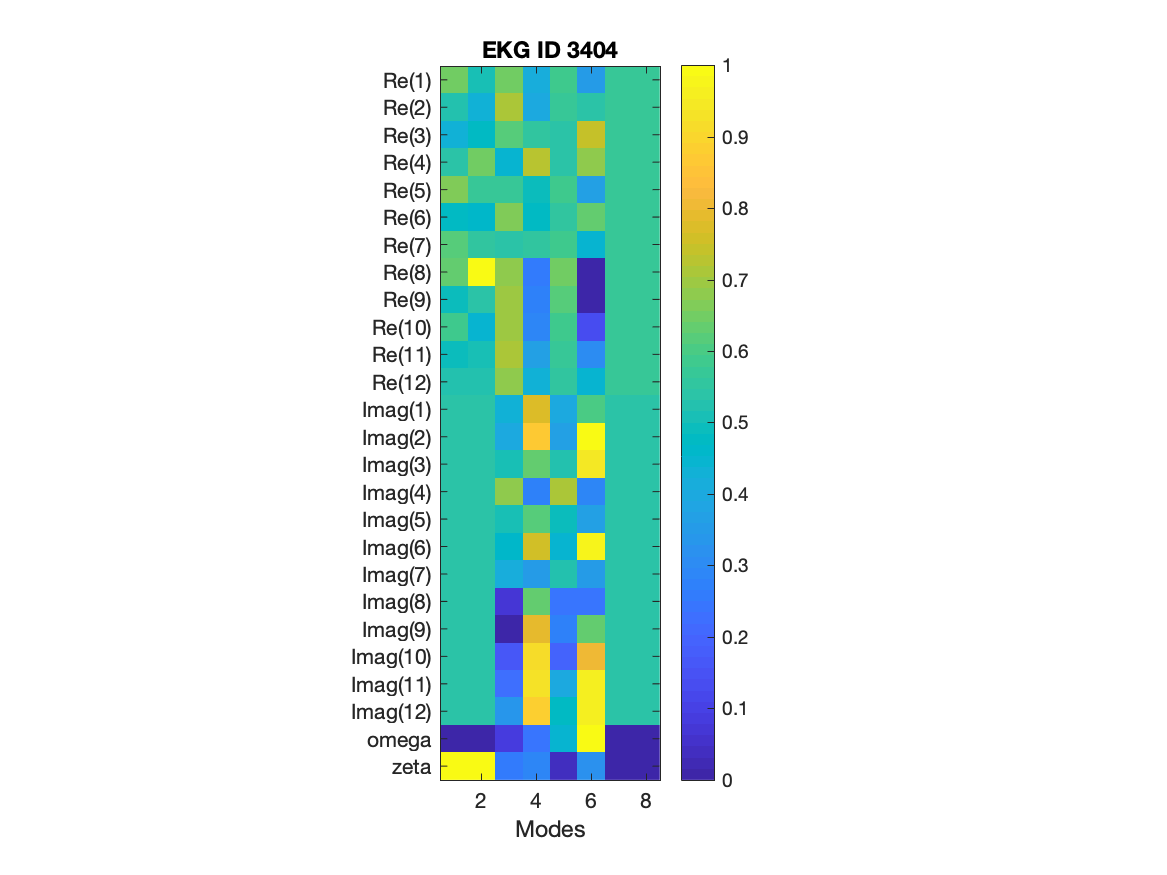 EKG ID 3404
Re(1)
Re(2)
Re(3)
Re(4)
Re(5)
Re(6)
Re(7)
Re(8)
Re(9)
Re(10)
Re(11)
Re(12)
Imag(1)
Imag(2)
Imag(3)
Imag(4)
Imag(5)
Imag(6)
Imag(7)
Imag(8)
Imag(9)
Imag(10)
Imag(11)
Imag(12)
omega
zeta
2 4 6 8
Modes
1
0.9
0.8
0.7
0.6
0.5
0.4
0.3
0.2
0.1
0